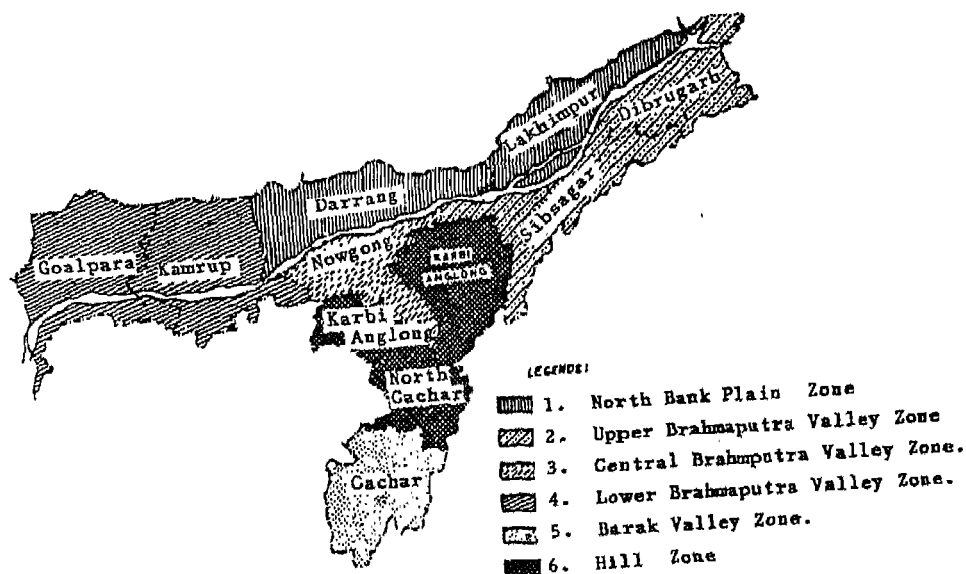 Lakhimpur
Dibrugarh
Darrang
Sibsagar
Nowgong
KARBI
ANGLONG
Goalpara
Kamrup
Karbi
Anglong
North
Cachar
Cachar
LEGENDS:
1. North Bank Plain Zone
2. Upper Brahmaputra Valley Zone
3. Central Brahmputra Valley Zone.
4. Lower Brahmaputra Valley Zone.
5. Barak Valley Zone.
6. Hill Zone